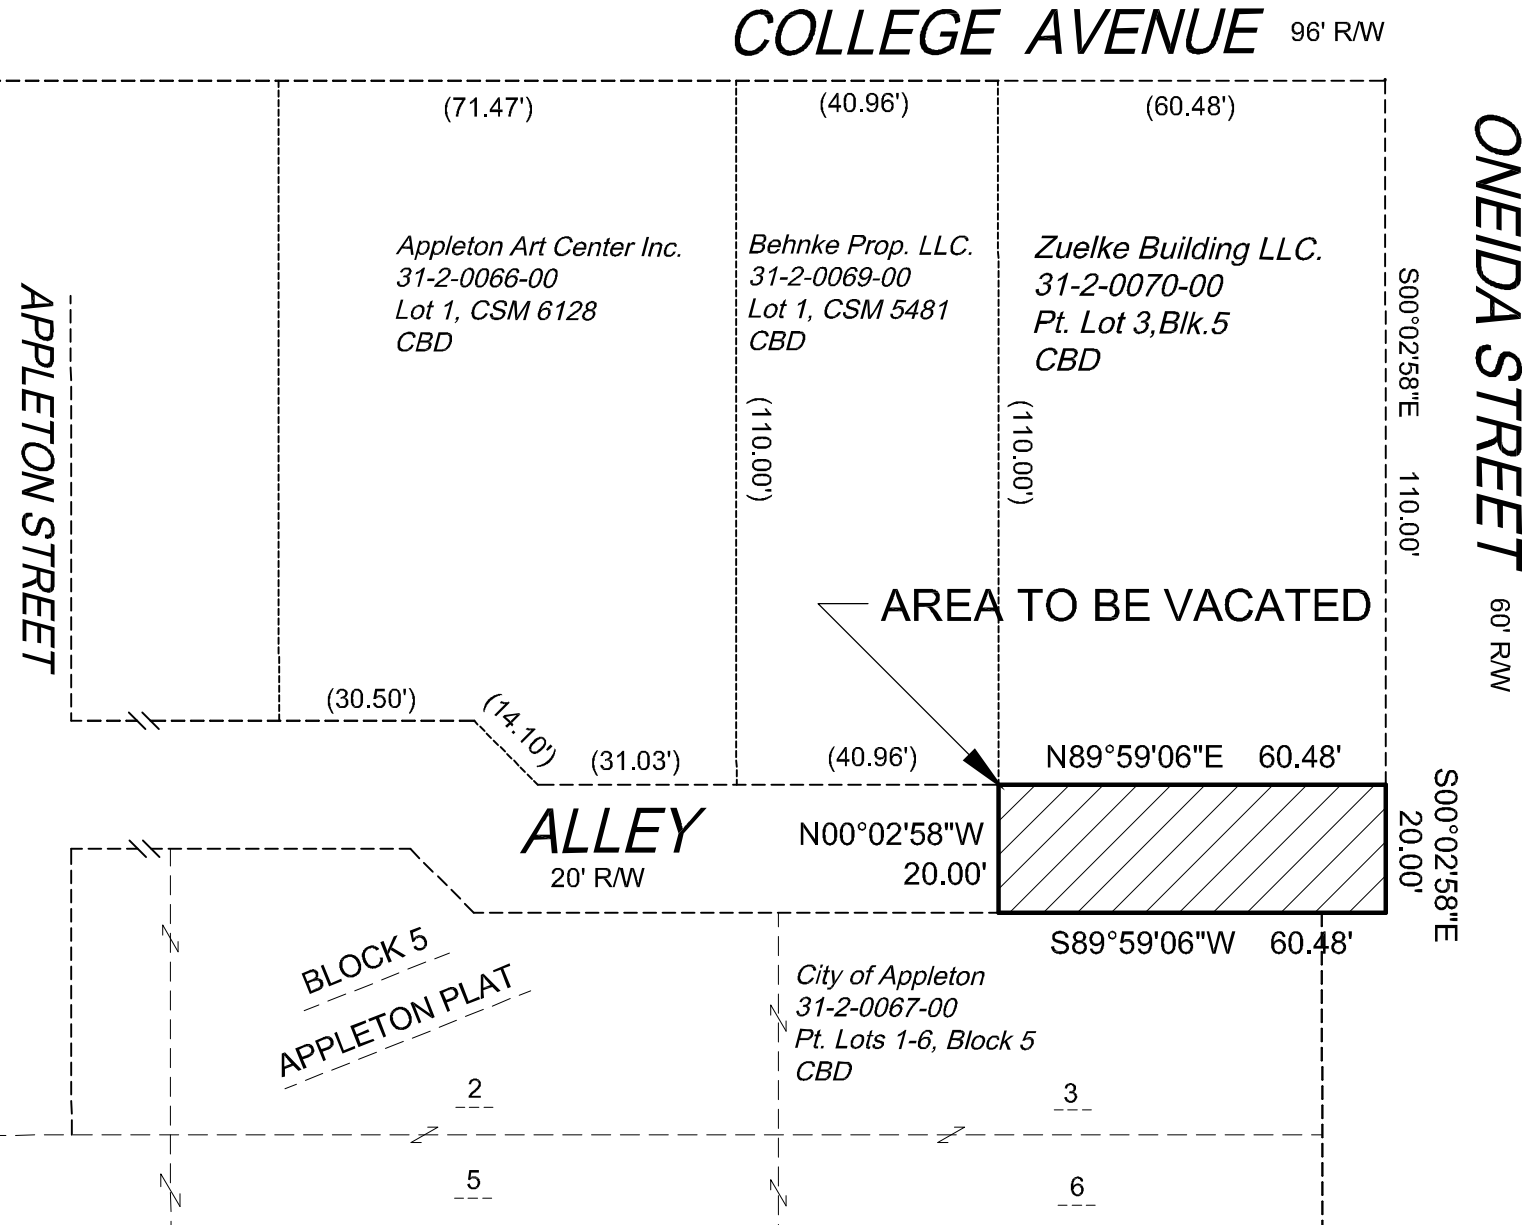 COLLEGE AVENUE 96' R/W
(71.47')
(40.96')
(60.48')
ONEIDA STREET 60' R/W
APPLETON STREET
Appleton Art Center Inc.
31-2-0066-00
Lot 1, CSM 6128
CBD
Behnke Prop. LLC.
31-2-0069-00
Lot 1, CSM 5481
CBD
Zuelke Building LLC.
31-2-0070-00
Pt. Lot 3,Blk.5
CBD
S00°02'58"E 110.00'
(110.00')
(110.00')
AREA TO BE VACATED
(30.50')
(14.10')
(31.03')
(40.96')
N89°59'06"E 60.48'
ALLEY
20' R/W
N00°02'58"W
20.00'
S00°02'58"E
20.00'
S89°59'06"W 60.48'
BLOCK 5
APPLETON PLAT
City of Appleton
31-2-0067-00
Pt. Lots 1-6, Block 5
CBD
2
3
5
6